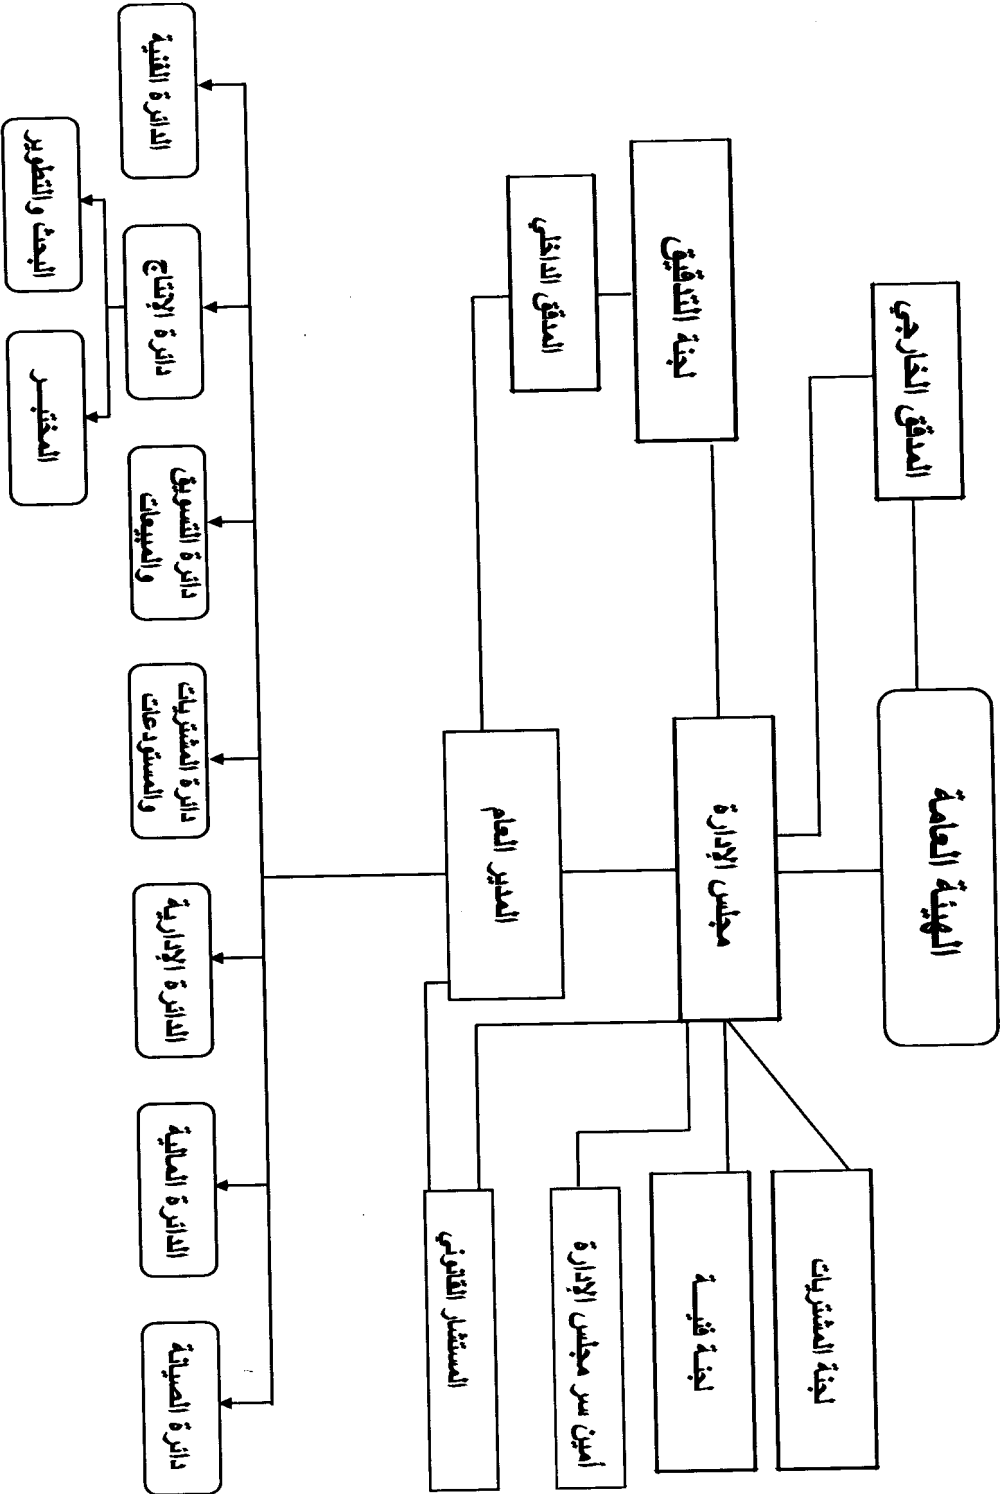 الهيئة العامة
المدقق الخارجي
مجلس الإدارة
لجنة التدقيق
المدقق الداخلي
المدير العام
لجنة المشتريات
لجنة فنيـــة
أمين سر مجلس الإدارة
المستشار القانوني
الدائرة الفنية
دائرة الإنتاج
دائرة التسويق
والمبيعات
دائرة المشتريات
والمستودعات
الدائرة الإدارية
الدائرة المالية
دائرة الصيانة
البحث والتطوير
المختبـــر